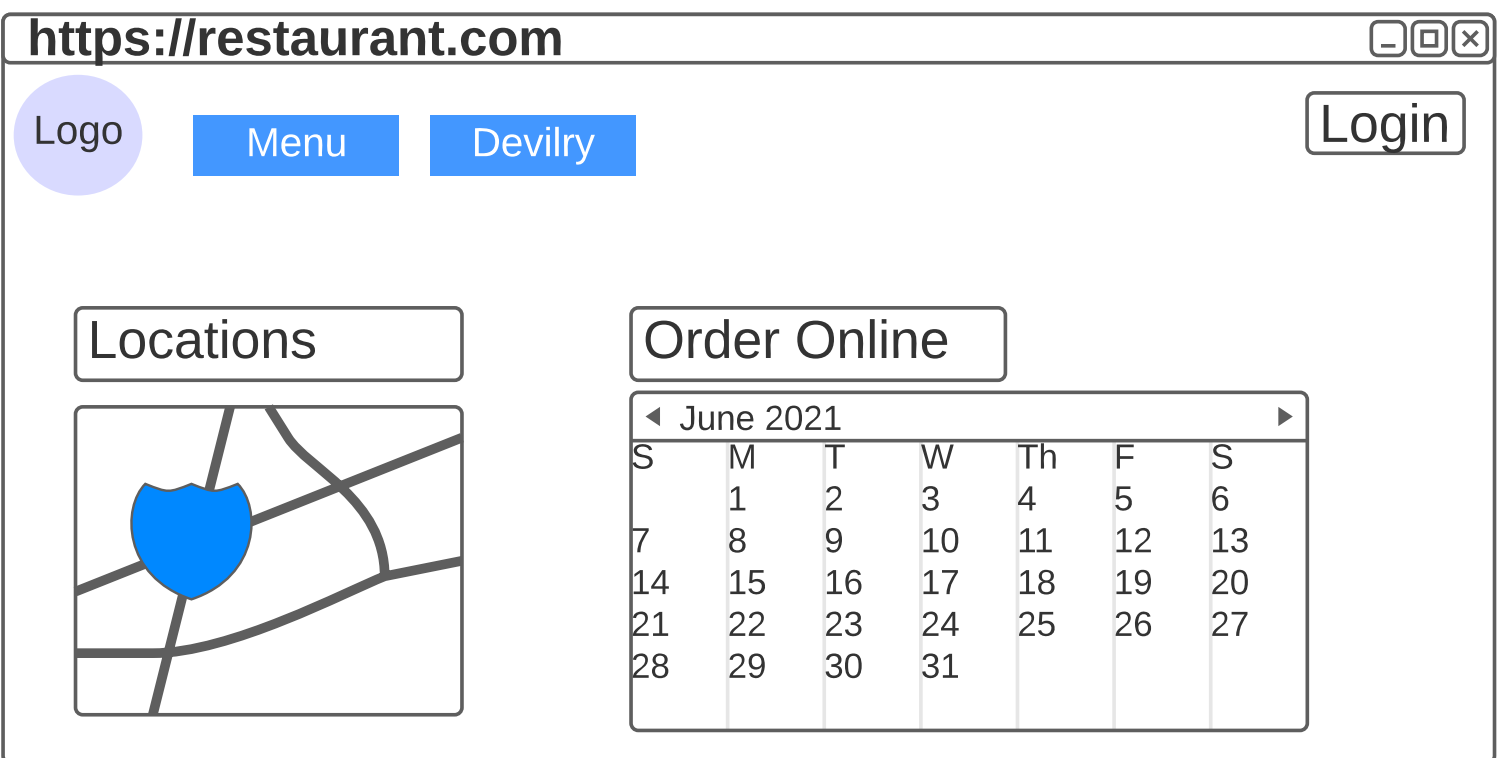 https://restaurant.com
Logo
Menu
Devilry
Login
Locations
Order Online
June 2021
S M T W Th F S
1 2 3 4 5 6
7 8 9 10 11 12 13
14 15 16 17 18 19 20
21 22 23 24 25 26 27
28 29 30 31